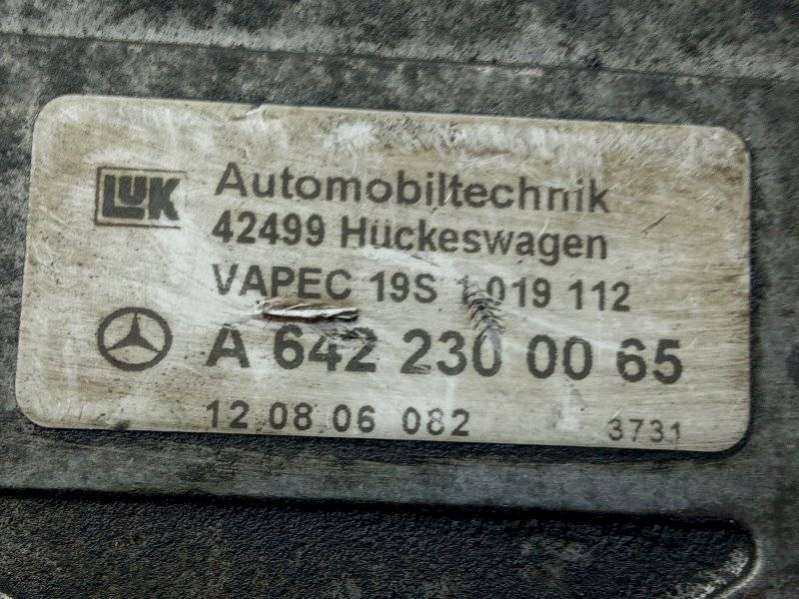 LUK
Automobiltechnik
42499 Hückeswagen
VAPEC 19S 1 019 112
A 642 230 00 65
12.08.06 082 3731